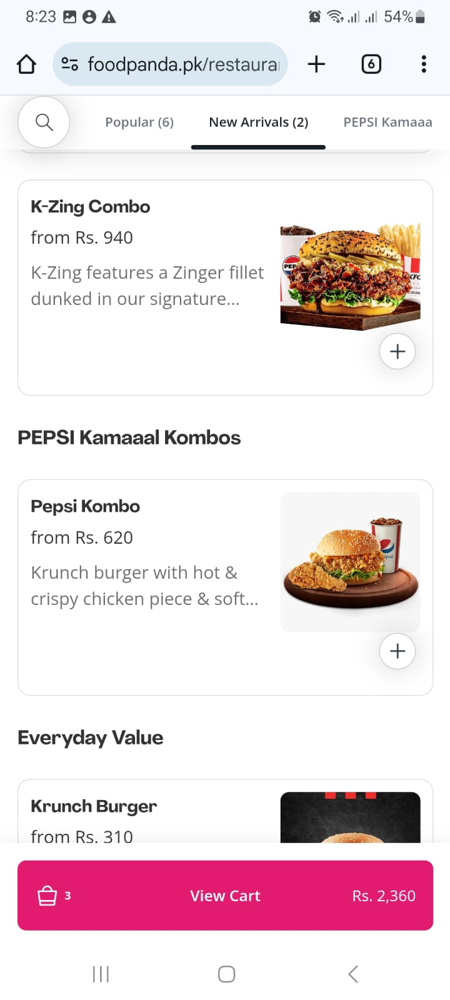 8:23
54%
foodpanda.pk/restaura
6
Popular (6)
New Arrivals (2)
PEPSI Kamaaa
K-Zing Combo
from Rs. 940
K-Zing features a Zinger fillet
dunked in our signature...
PEP
KFC
PEPSI Kamaaal Kombos
Pepsi Kombo
from Rs. 620
Krunch burger with hot &
crispy chicken piece & soft...
Everyday Value
Krunch Burger
from Rs. 310
3
View Cart
Rs. 2,360